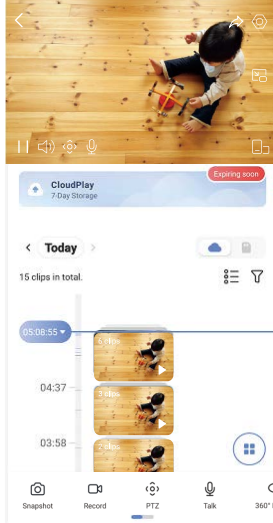 Expiring soon
CloudPlay
7-Day Storage
Today
15 clips in total.
05:08:55
6 clips
04:37
3 clips
03:58
2 clips
Snapshot
Record
PTZ
Talk
360°